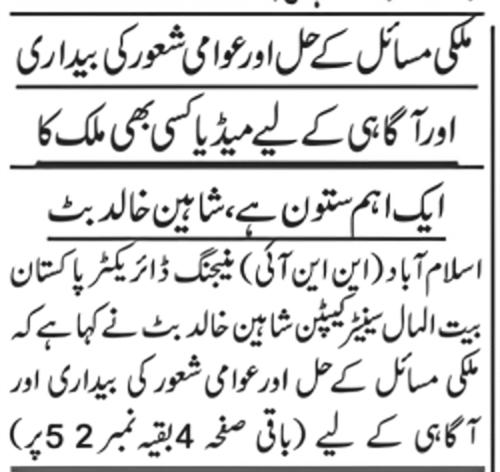 ملکی مسائل کے حل اور عوامی شعور کی بیداری
اور آگاہی کے لیے میڈیا کسی بھی ملک کا
ایک اہم ستون ہے، شاہین خالد بٹ
اسلام آباد (این این آئی) منیجنگ ڈائریکٹر پاکستان
بیت المال سینیٹر کیپٹن شاہین خالد بٹ نے کہا ہے کہ
ملکی مسائل کے حل اور عوامی شعور کی بیداری اور
آگاہی کے لیے (باقی صفحہ 4 بقیہ نمبر 52 پر)